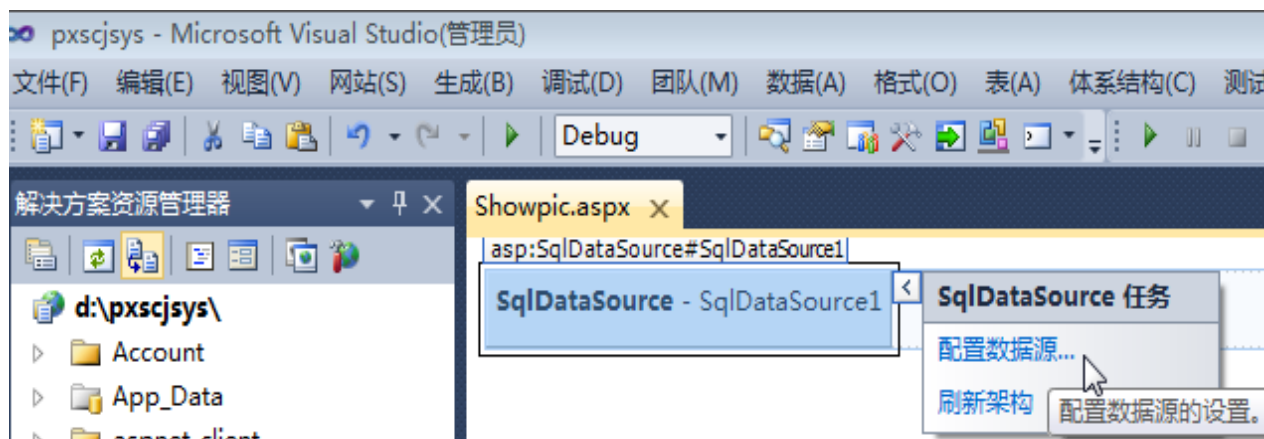 pxscjsys - Microsoft Visual Studio(管理员)
文件(F) 编辑(E) 视图(V) 网站(S) 生成(B) 调试(D) 团队(M) 数据(A) 格式(O) 表(A) 体系结构(C) 测试
Debug
解决方案资源管理器
Showpic.aspx
asp:SqlDataSource#SqlDataSource1
SqlDataSource - SqlDataSource1
SqlDataSource 任务
配置数据源...
刷新架构
配置数据源的设置。
d:\pxscjsys\
Account
App_Data
aspnet_client